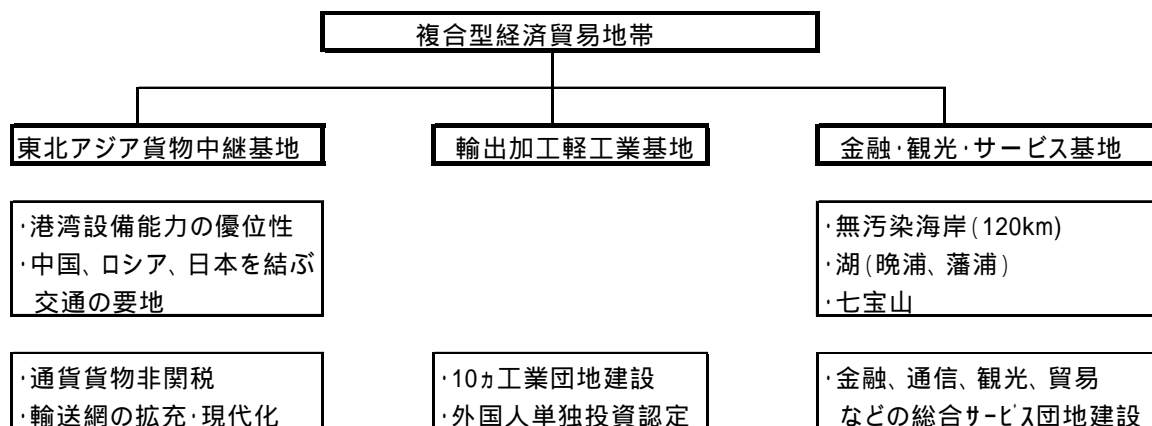 複合型経済貿易地帯
東北アジア貨物中継基地
輸出加工軽工業基地
金融・観光・サービス基地
・港湾設備能力の優位性
・中国、ロシア、日本を結ぶ
交通の要地
・無汚染海岸(120km)
・湖(晩浦、藩浦)
・七宝山
・通貨貨物非関税
・輸送網の拡充・現代化
・10ヵ工業団地建設
・外国人単独投資認定
・金融、通信、観光、貿易
などの総合サービス団地建設